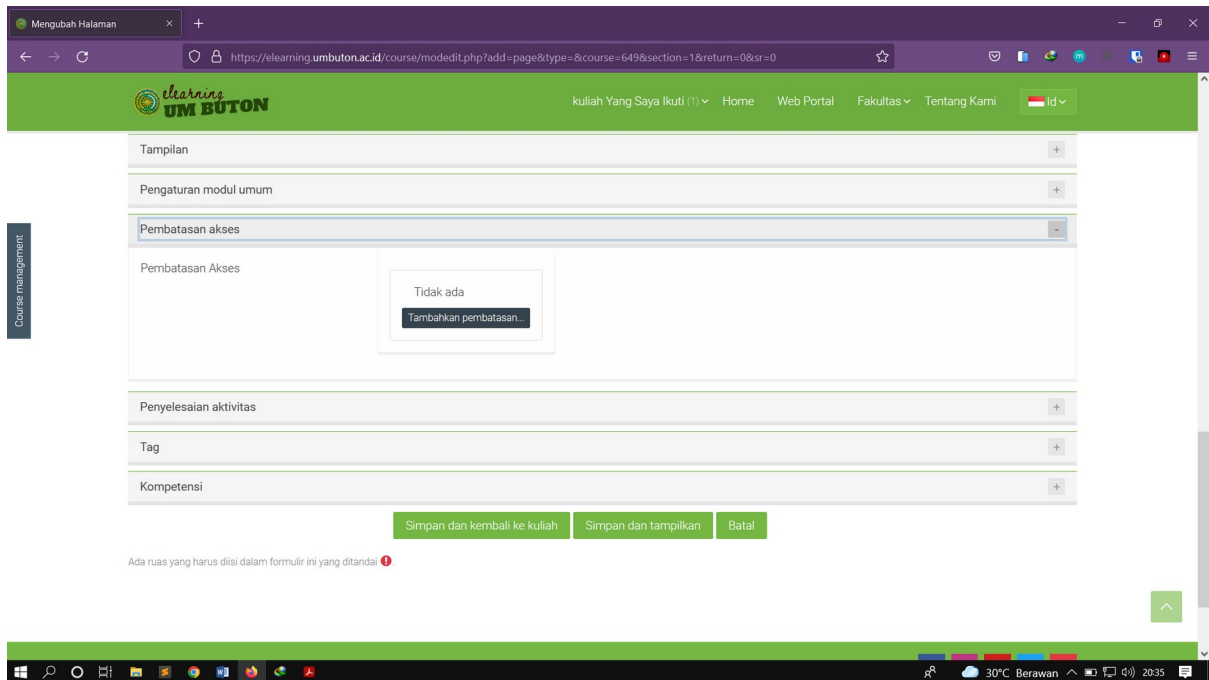 Mengubah Halaman
https://elearning.umbuton.ac.id/course/modedit.php?add=page&type=&course=649&section=1&return=0&sr=0
elearning
UM BUTON
kuliah Yang Saya Ikuti (1) Home Web Portal Fakultas Tentang Kami Id
Tampilan
Pengaturan modul umum
Pembatasan akses
Course management
Pembatasan Akses
Tidak ada
Tambahkan pembatasan...
Penyelesaian aktivitas
Tag
Kompetensi
Simpan dan kembali ke kuliah Simpan dan tampilkan Batal
Ada ruas yang harus diisi dalam formulir ini yang ditandai
30°C Berawan 20:35